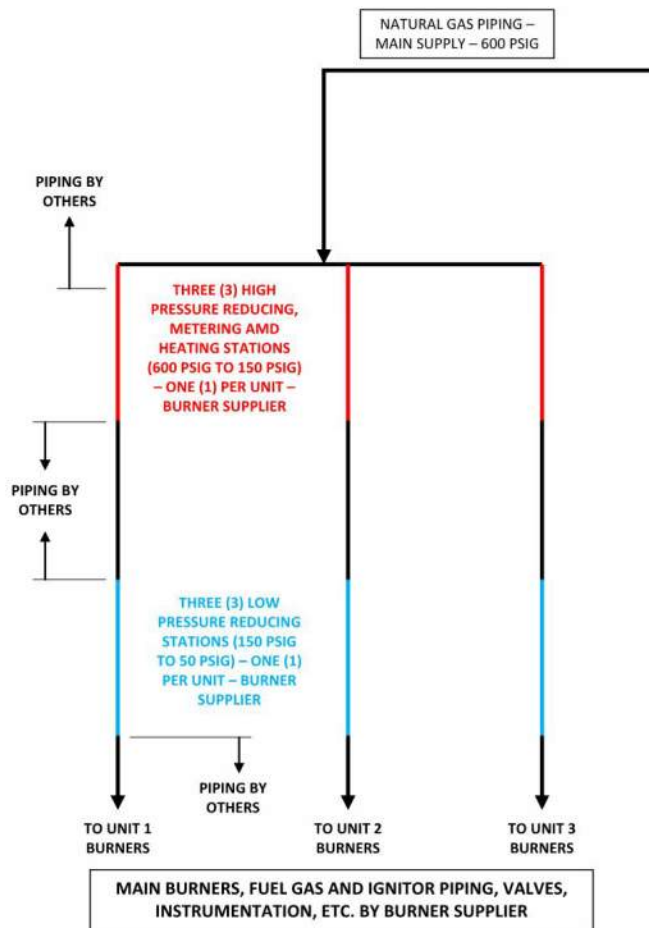 NATURAL GAS PIPING –
MAIN SUPPLY – 600 PSIG
PIPING BY
OTHERS
THREE (3) HIGH
PRESSURE REDUCING,
METERING AMD
HEATING STATIONS
(600 PSIG TO 150 PSIG)
– ONE (1) PER UNIT –
BURNER SUPPLIER
PIPING BY
OTHERS
THREE (3) LOW
PRESSURE REDUCING
STATIONS (150 PSIG
TO 50 PSIG) – ONE (1)
PER UNIT – BURNER
SUPPLIER
PIPING BY
OTHERS
TO UNIT 1
BURNERS
TO UNIT 2
BURNERS
TO UNIT 3
BURNERS
MAIN BURNERS, FUEL GAS AND IGNITOR PIPING, VALVES,
INSTRUMENTATION, ETC. BY BURNER SUPPLIER